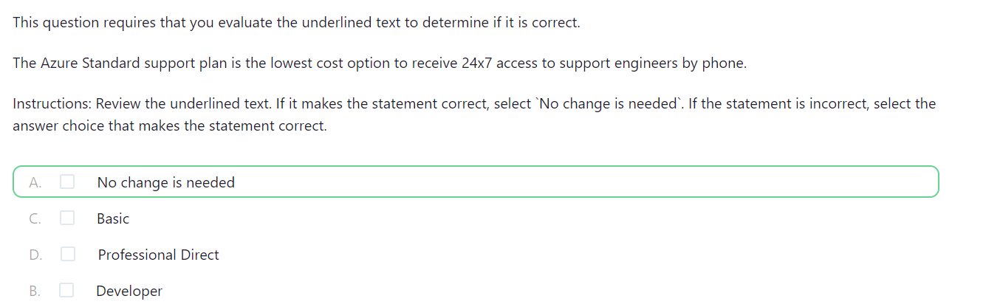 This question requires that you evaluate the underlined text to determine if it is correct.
The Azure Standard support plan is the lowest cost option to receive 24x7 access to support engineers by phone.
Instructions: Review the underlined text. If it makes the statement correct, select `No change is needed`. If the statement is incorrect, select the
answer choice that makes the statement correct.
A. No change is needed
C. Basic
D. Professional Direct
B. Developer